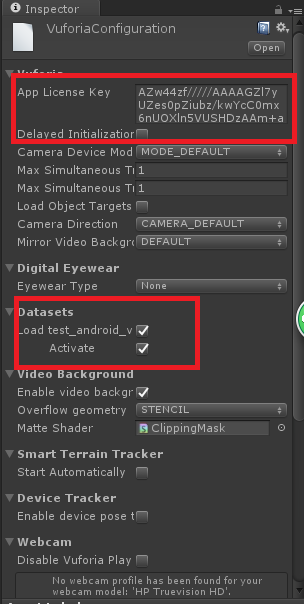 Inspector
VuforiaConfiguration
Open
Vuforia
App License Key
AZw44zf/////AAAAGZl7y
UZes0pZiubz/kwYcC0mx
6nUQXln5VUSHDzAAm+a
Delayed Initialization
Camera Device Mod MODE_DEFAULT
Max Simultaneous Tr 1
Max Simultaneous Tr 1
Load Object Targets
Camera Direction CAMERA_DEFAULT
Mirror Video Backgro DEFAULT
Digital Eyewear
Eyewear Type None
Datasets
Load test_android_v
Activate
Video Background
Enable video backgr
Overflow geometry STENCIL
Matte Shader ClippingMask
Smart Terrain Tracker
Start Automatically
Device Tracker
Enable device pose t
Webcam
Disable Vuforia Play
No webcam profile has been found for your
webcam model: 'HP Truevision HD'.